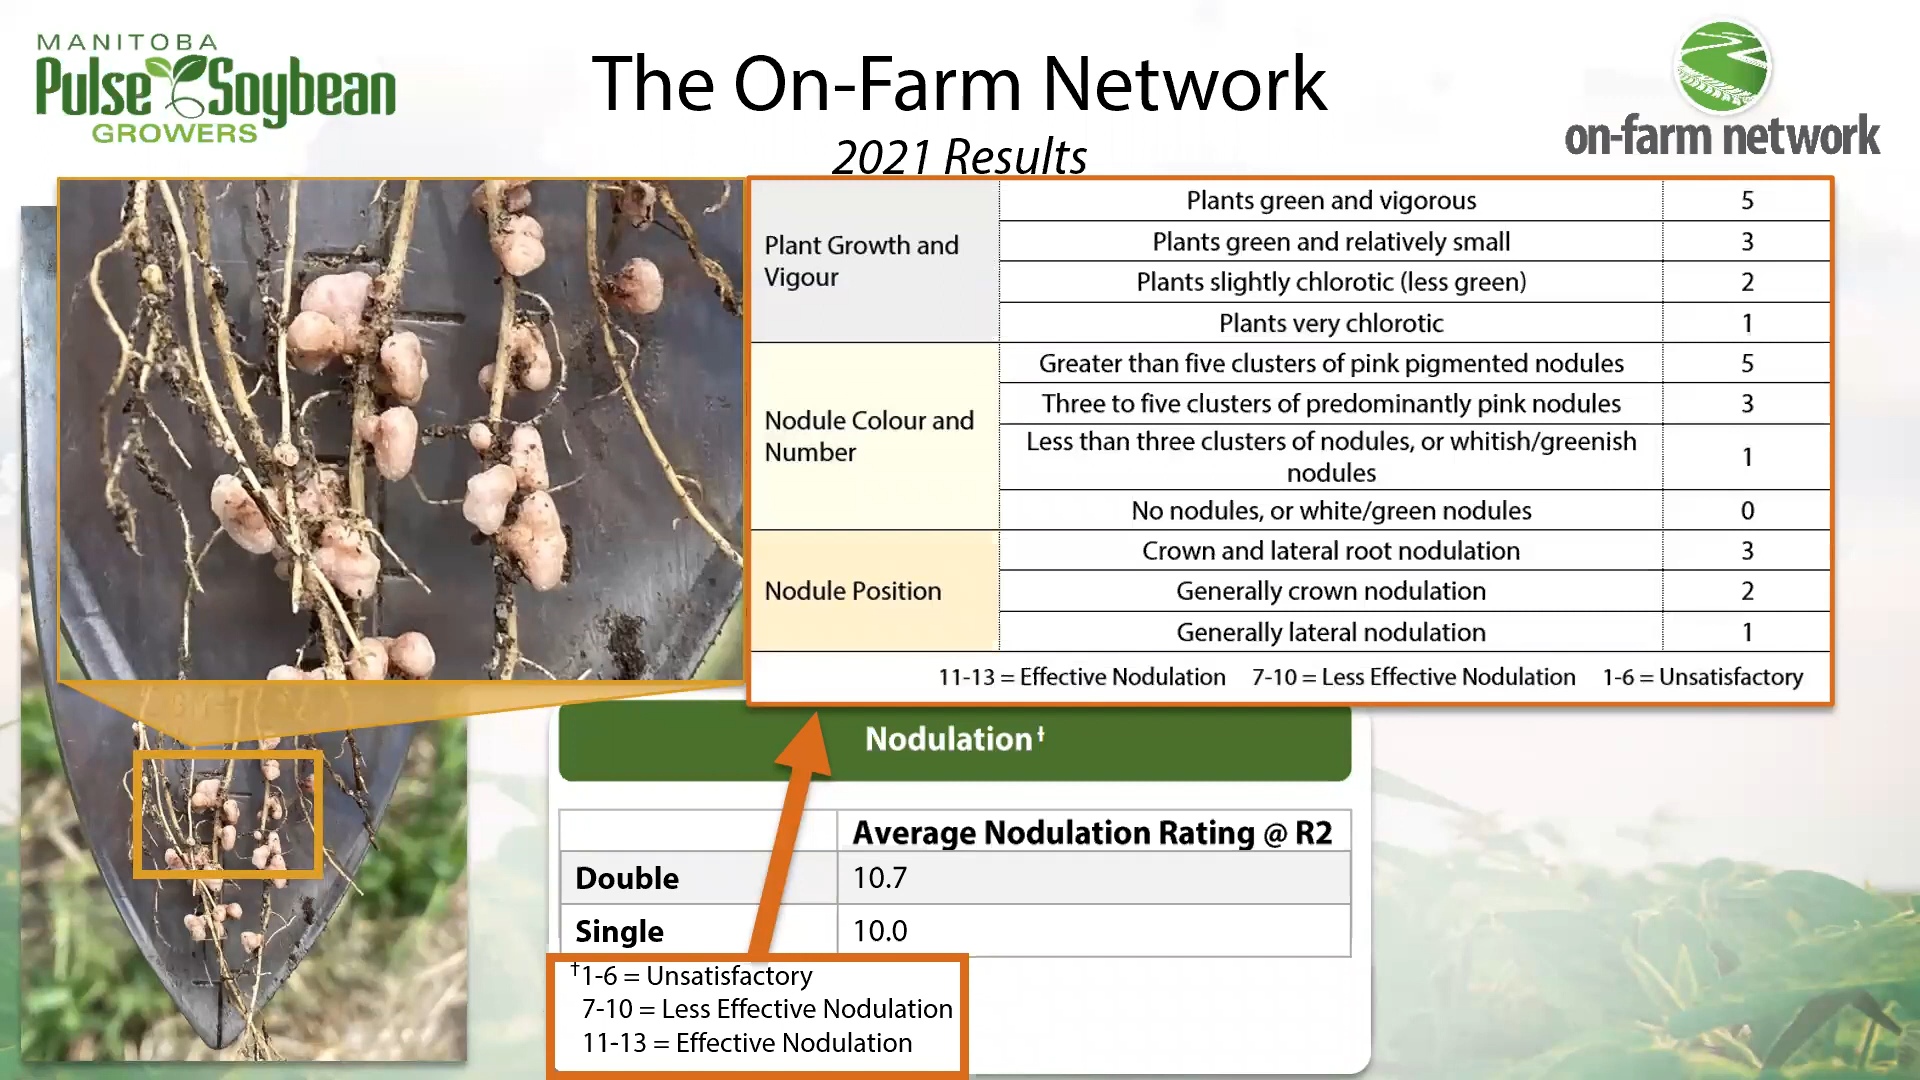 MANITOBA
Pulse Soybean
GROWERS
The On-Farm Network
2021 Results
on-farm network
Plant Growth and
Vigour
Plants green and vigorous 5
Plants green and relatively small 3
Plants slightly chlorotic (less green) 2
Plants very chlorotic 1
Nodule Colour and
Number
Greater than five clusters of pink pigmented nodules 5
Three to five clusters of predominantly pink nodules 3
Less than three clusters of nodules, or whitish/greenish
nodules 1
No nodules, or white/green nodules 0
Nodule Position
Crown and lateral root nodulation 3
Generally crown nodulation 2
Generally lateral nodulation 1
11-13 = Effective Nodulation 7-10 = Less Effective Nodulation 1-6 = Unsatisfactory
Nodulation†
Average Nodulation Rating @ R2
Double 10.7
Single 10.0
†1-6 = Unsatisfactory
7-10 = Less Effective Nodulation
11-13 = Effective Nodulation